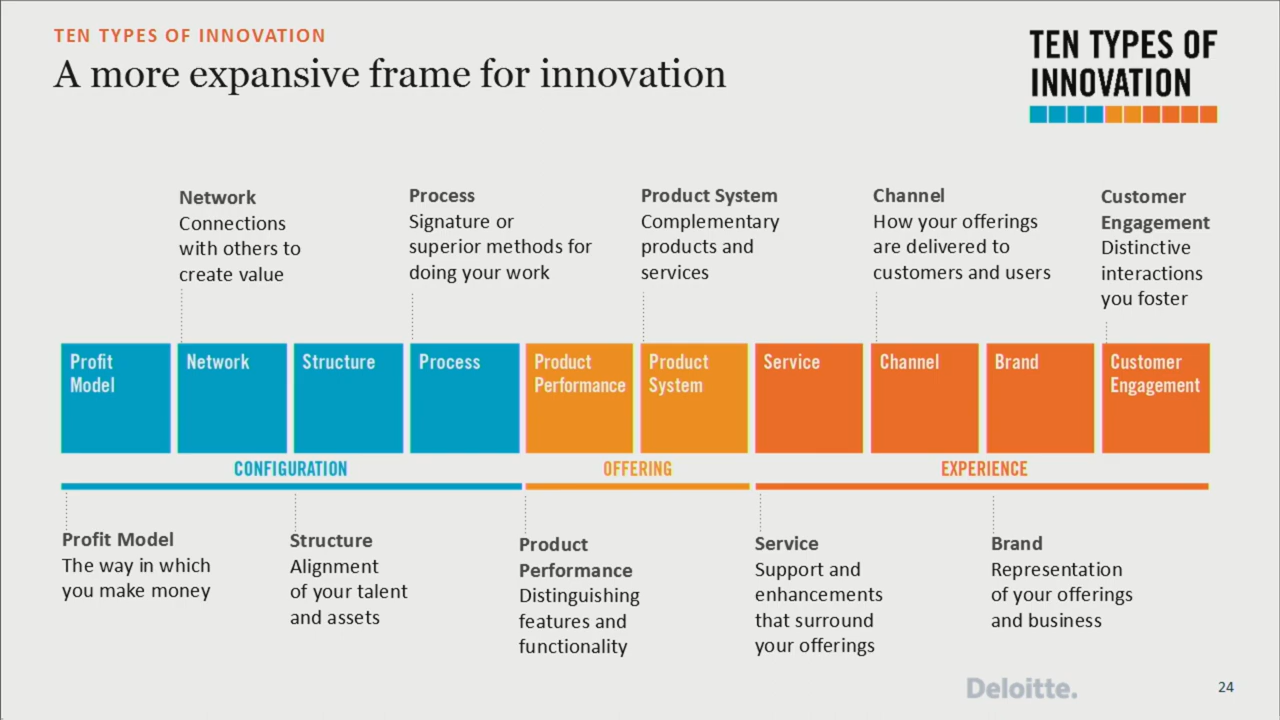 TEN TYPES OF INNOVATION
A more expansive frame for innovation
TEN TYPES OF
INNOVATION
Network
Connections
with others to
create value
Process
Signature or
superior methods for
doing your work
Product System
Complementary
products and
services
Channel
How your offerings
are delivered to
customers and users
Customer
Engagement
Distinctive
interactions
you foster
Profit
Model
Network
Structure
Process
Product
Performance
Product
System
Service
Channel
Brand
Customer
Engagement
CONFIGURATION
OFFERING
EXPERIENCE
Profit Model
The way in which
you make money
Structure
Alignment
of your talent
and assets
Product
Performance
Distinguishing
features and
functionality
Service
Support and
enhancements
that surround
your offerings
Brand
Representation
of your offerings
and business
Deloitte.
24